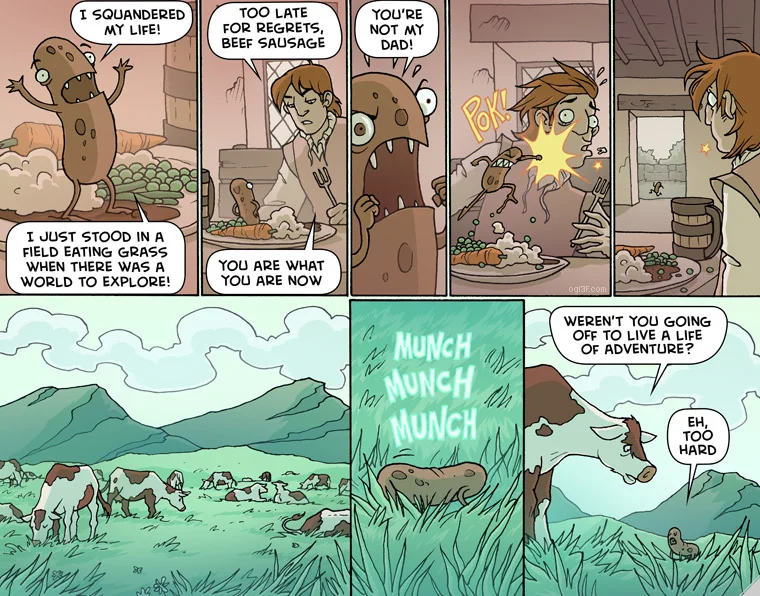 I SQUANDERED
MY LIFE!
I JUST STOOD IN A
FIELD EATING GRASS
WHEN THERE WAS A
WORLD TO EXPLORE!
TOO LATE
FOR REGRETS,
BEEF SAUSAGE
YOU ARE WHAT
YOU ARE NOW
YOU'RE
NOT MY
DAD!
POK!
oglaf.com
MUNCH
MUNCH
MUNCH
WEREN'T YOU GOING
OFF TO LIVE A LIFE
OF ADVENTURE?
EH,
TOO
HARD